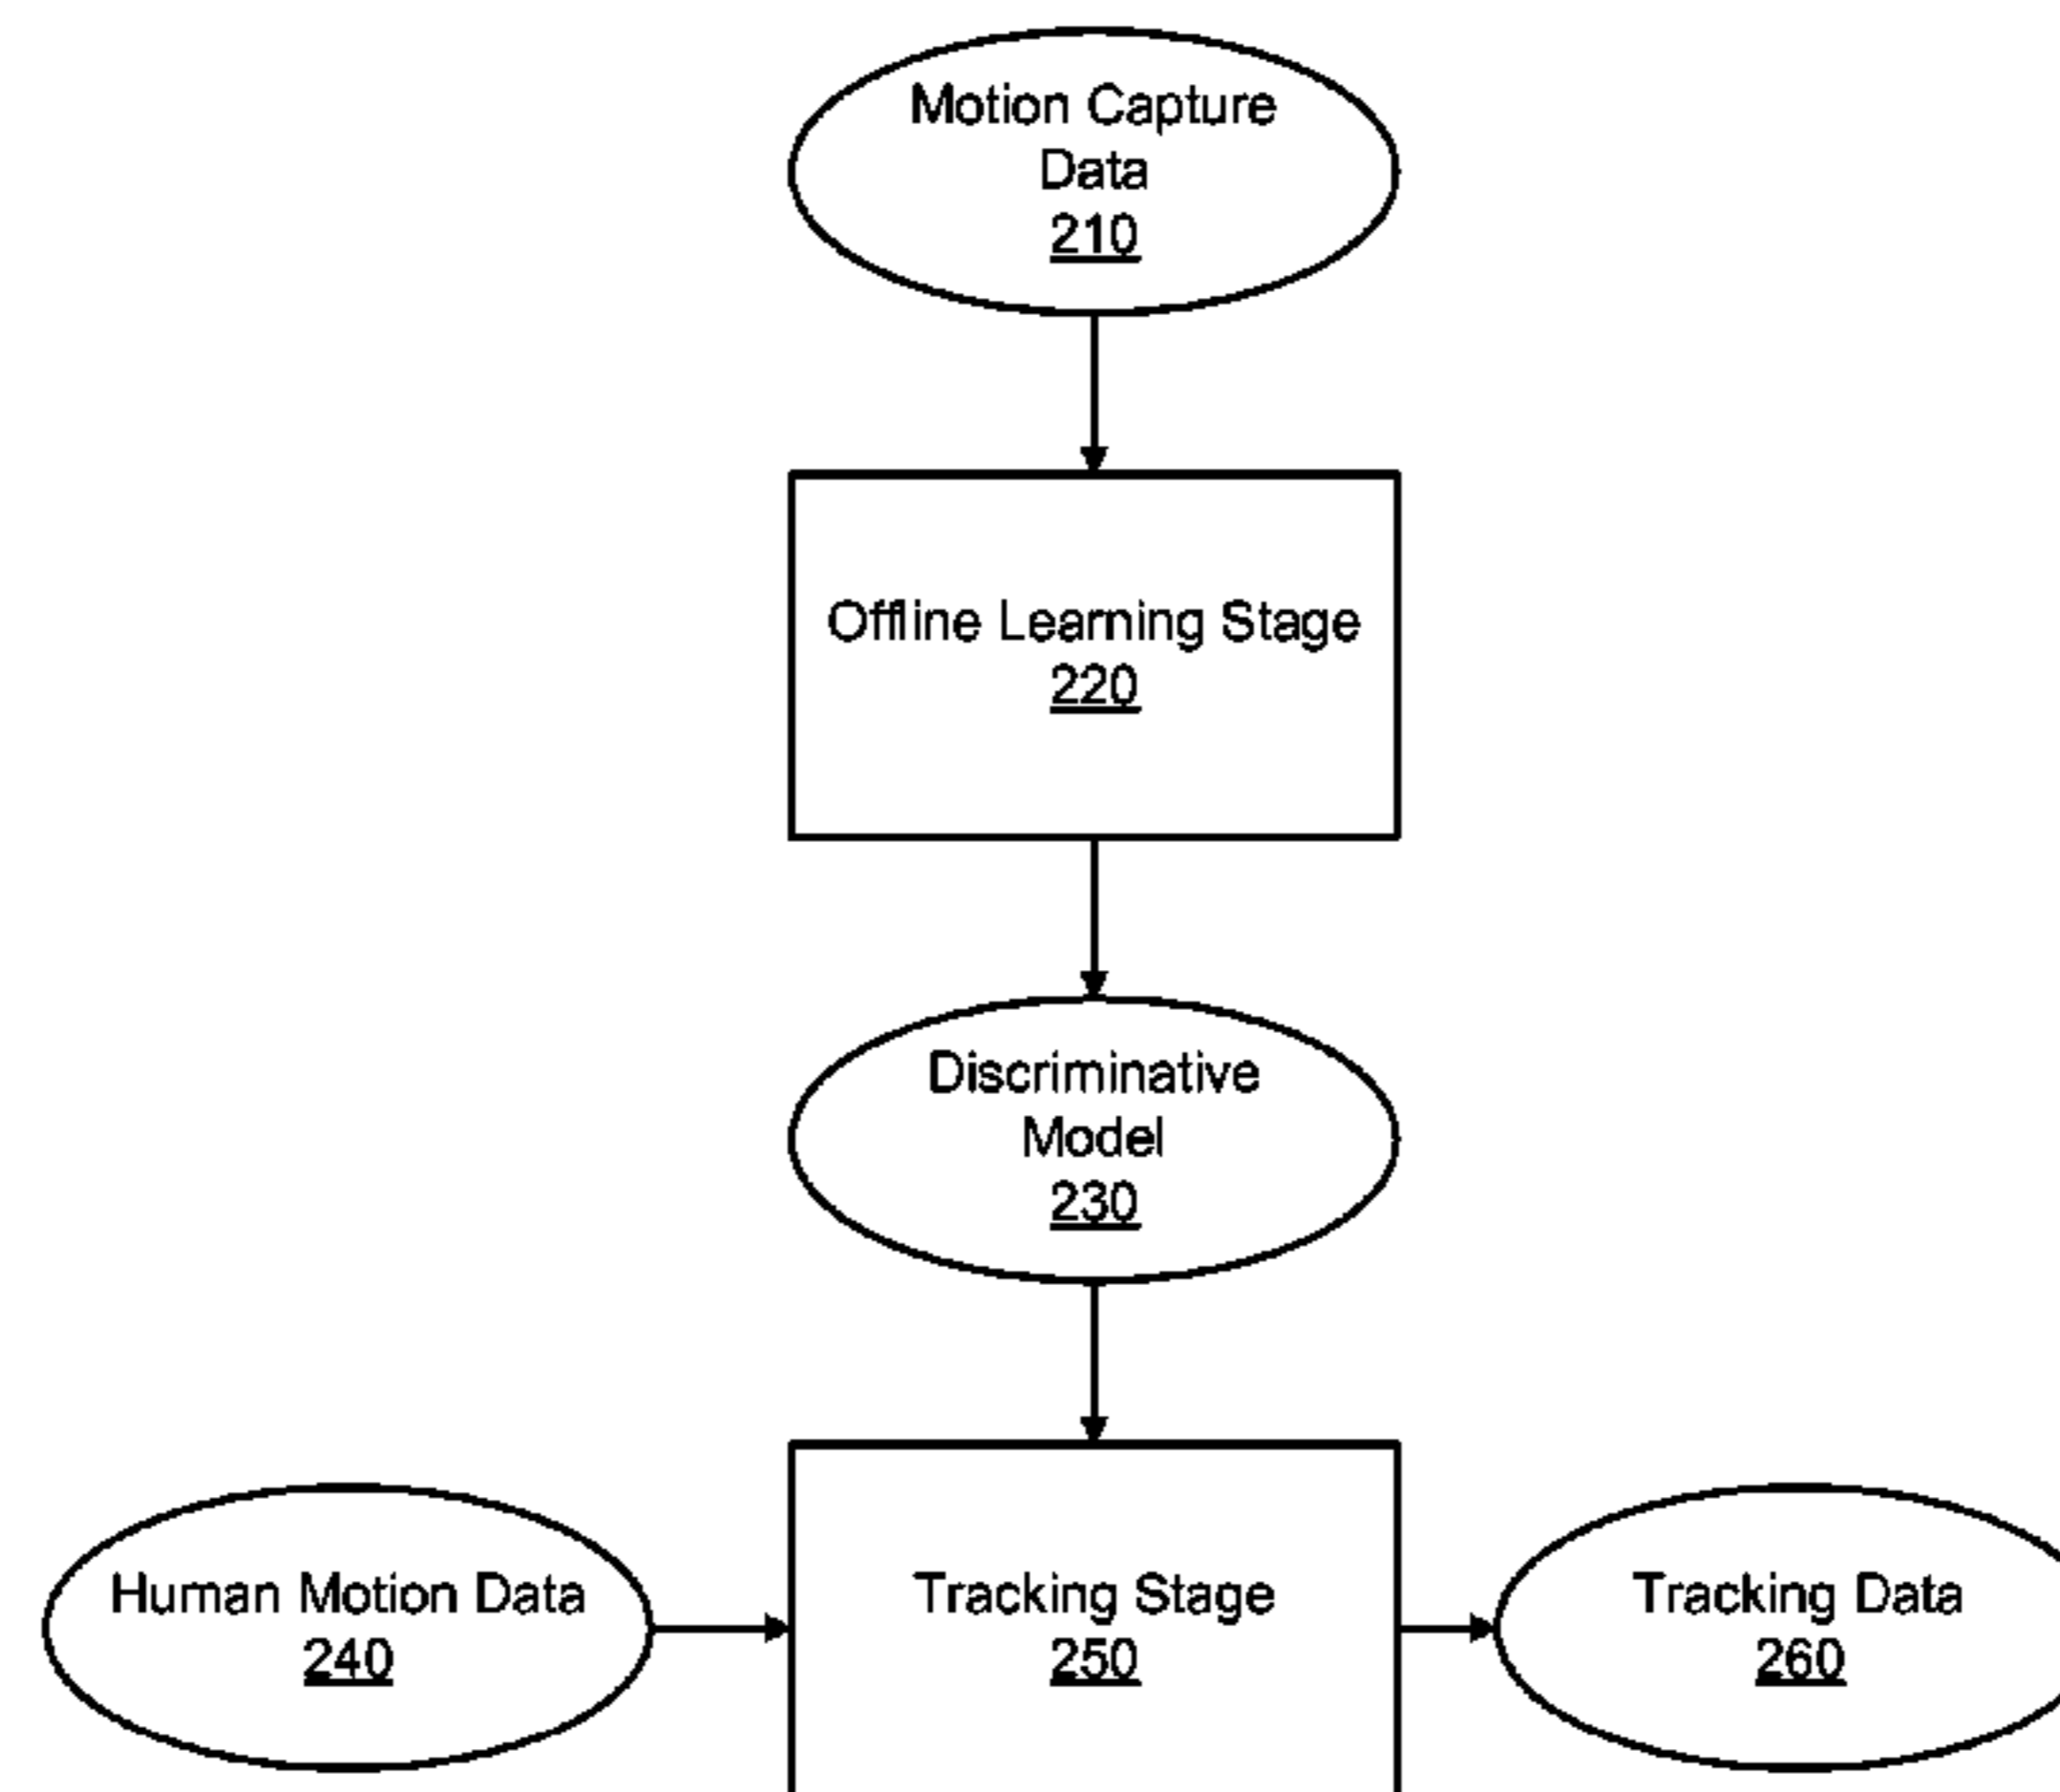 Motion Capture
Data
210
Offline Learning Stage
220
Discriminative
Model
230
Human Motion Data
240
Tracking Stage
250
Tracking Data
260